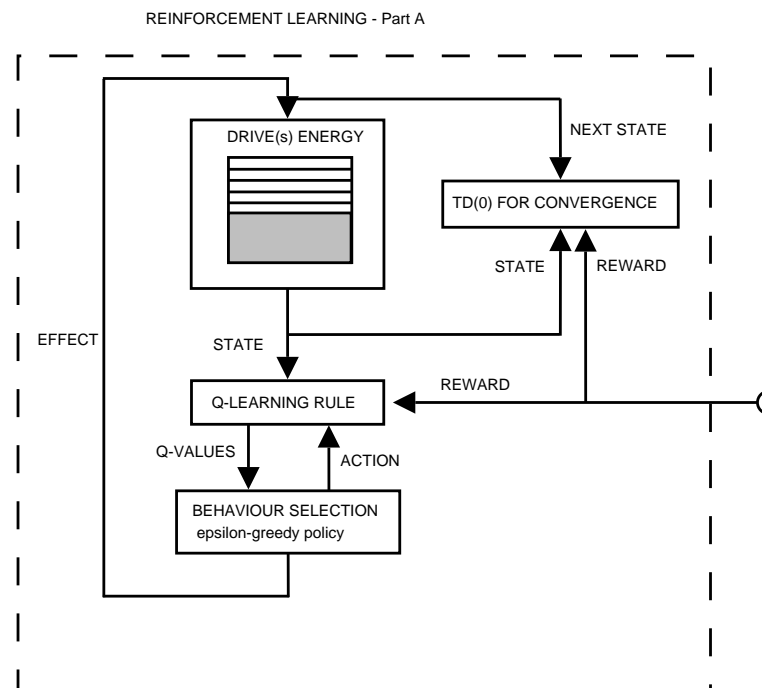 REINFORCEMENT LEARNING - Part A
DRIVE(s) ENERGY
NEXT STATE
TD(0) FOR CONVERGENCE
STATE
REWARD
EFFECT
STATE
REWARD
Q-LEARNING RULE
Q-VALUES
ACTION
BEHAVIOUR SELECTION
epsilon-greedy policy